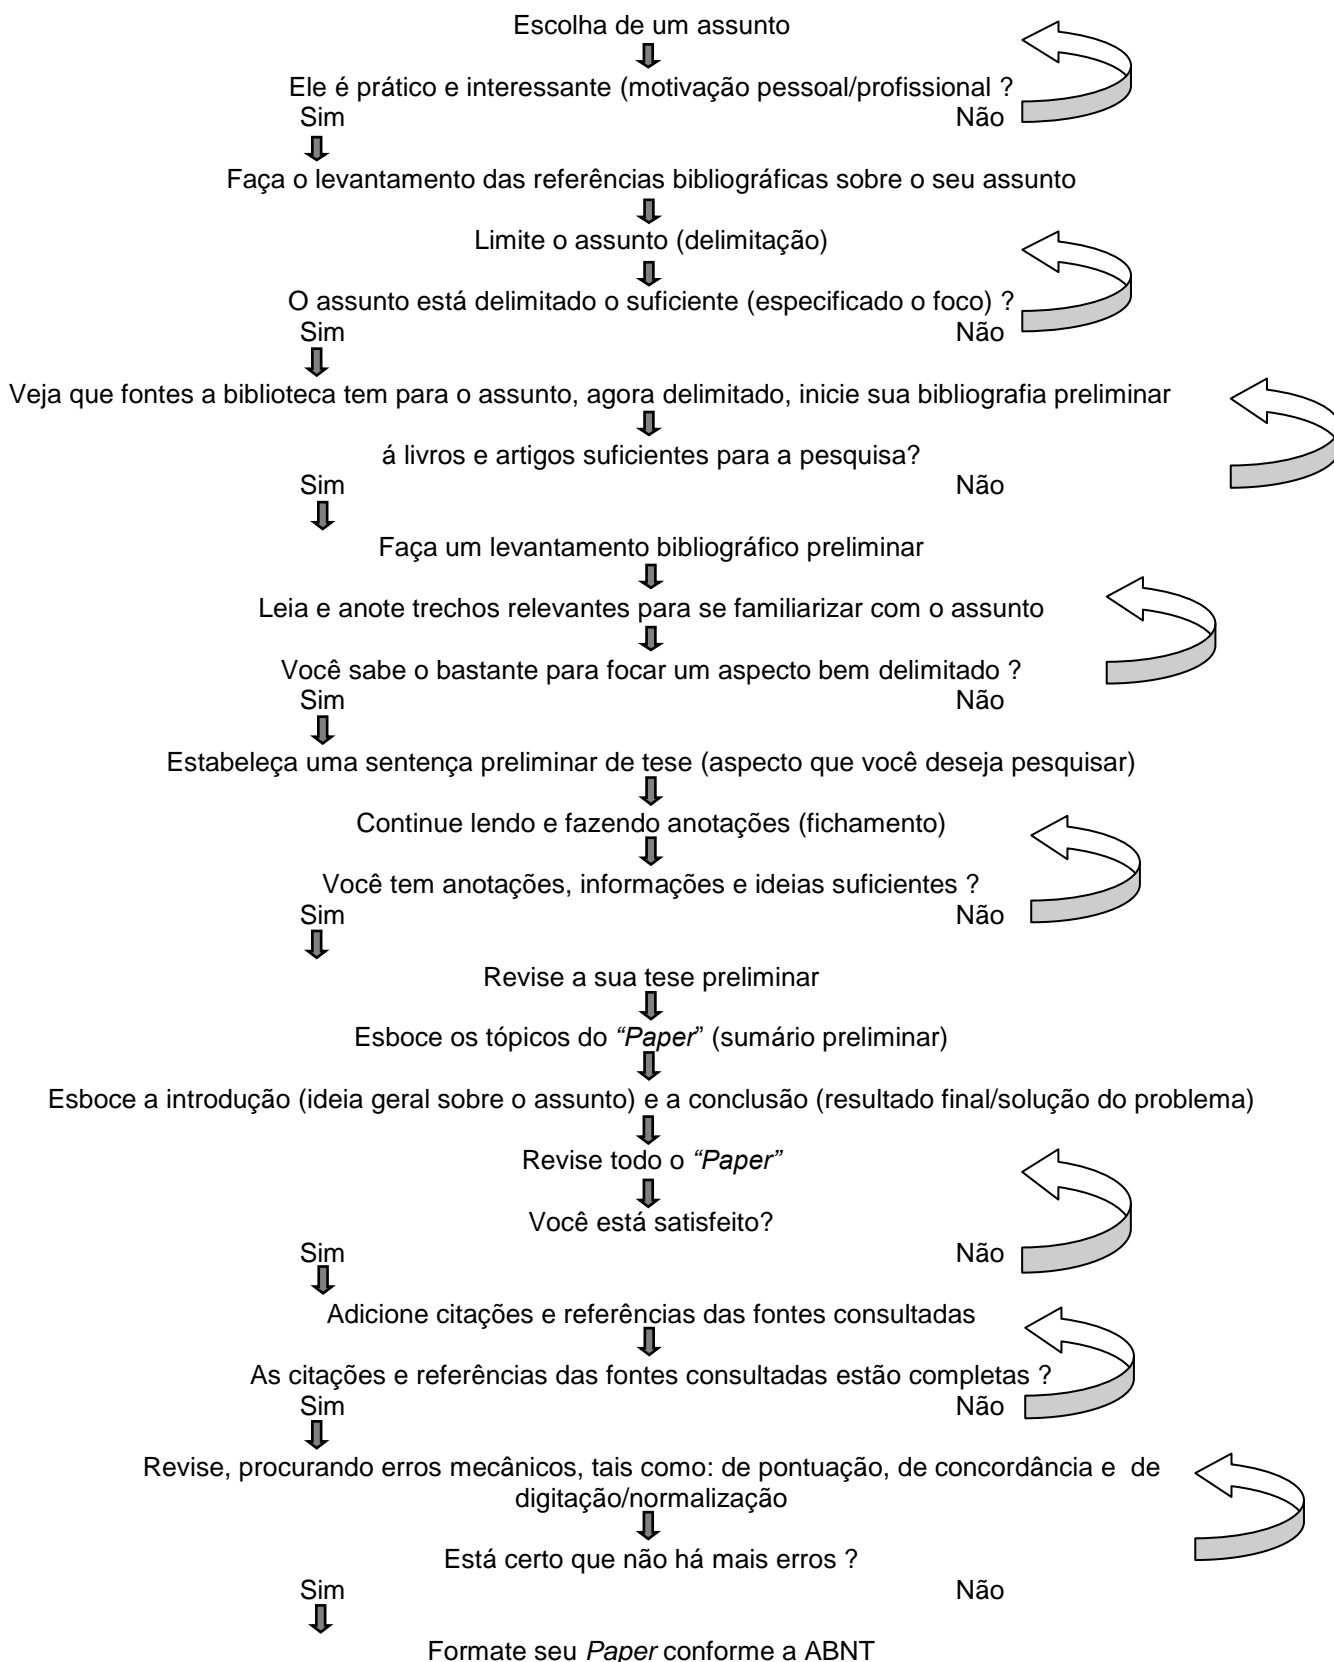 Escolha de um assunto
Ele é prático e interessante (motivação pessoal/profissional ?
Sim Não
Faça o levantamento das referências bibliográficas sobre o seu assunto
Limite o assunto (delimitação)
O assunto está delimitado o suficiente (especificado o foco) ?
Sim Não
Veja que fontes a biblioteca tem para o assunto, agora delimitado, inicie sua bibliografia preliminar
á livros e artigos suficientes para a pesquisa?
Sim Não
Faça um levantamento bibliográfico preliminar
Leia e anote trechos relevantes para se familiarizar com o assunto
Você sabe o bastante para focar um aspecto bem delimitado ?
Sim Não
Estabeleça uma sentença preliminar de tese (aspecto que você deseja pesquisar)
Continue lendo e fazendo anotações (fichamento)
Você tem anotações, informações e ideias suficientes ?
Sim Não
Revise a sua tese preliminar
Esboce os tópicos do “Paper” (sumário preliminar)
Esboce a introdução (ideia geral sobre o assunto) e a conclusão (resultado final/solução do problema)
Revise todo o “Paper”
Você está satisfeito?
Sim Não
Adicione citações e referências das fontes consultadas
As citações e referências das fontes consultadas estão completas ?
Sim Não
Revise, procurando erros mecânicos, tais como: de pontuação, de concordância e de
digitação/normalização
Está certo que não há mais erros ?
Sim Não
Formate seu Paper conforme a ABNT